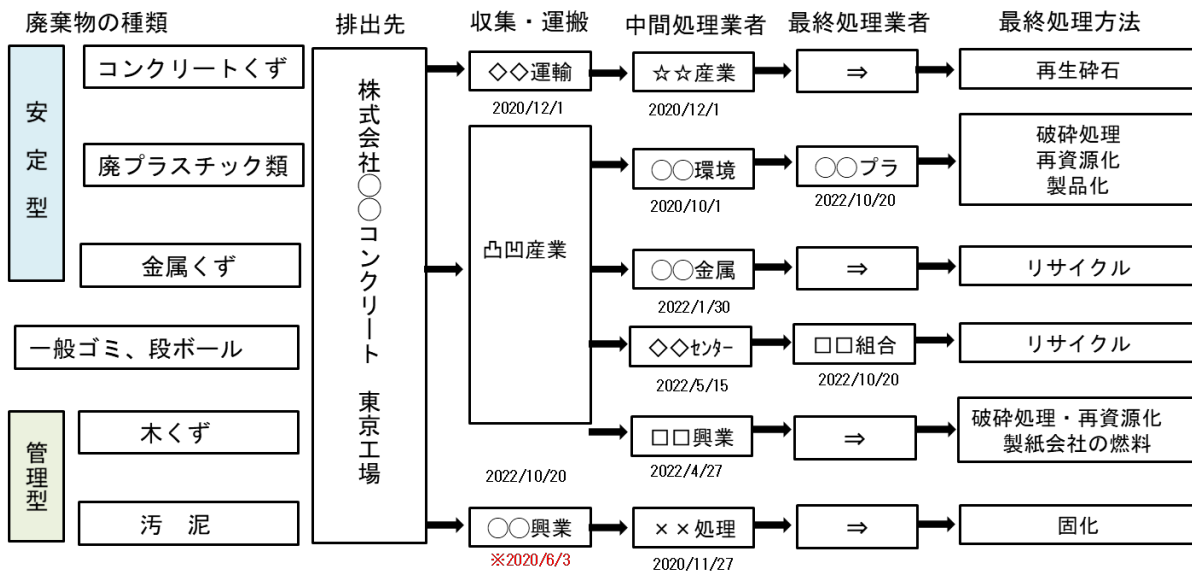 廃棄物の種類
排出先
収集・運搬
中間処理業者
最終処理業者
最終処理方法
安定型
コンクリートくず
株式会社○○コンクリート 東京工場
◇◇運輸
2020/12/1
☆☆産業
2020/12/1
⇒
再生砕石
廃プラスチック類
凸凹産業
2022/10/20
○○環境
2020/10/1
○○プラ
2022/10/20
破砕処理
再資源化
製品化
金属くず
○○金属
2022/1/30
⇒
リサイクル
一般ゴミ、段ボール
◇◇センター
2022/5/15
□□組合
2022/10/20
リサイクル
管理型
木くず
□□興業
2022/4/27
⇒
破砕処理・再資源化
製紙会社の燃料
汚 泥
○○興業
※2020/6/3
××処理
2020/11/27
⇒
固化